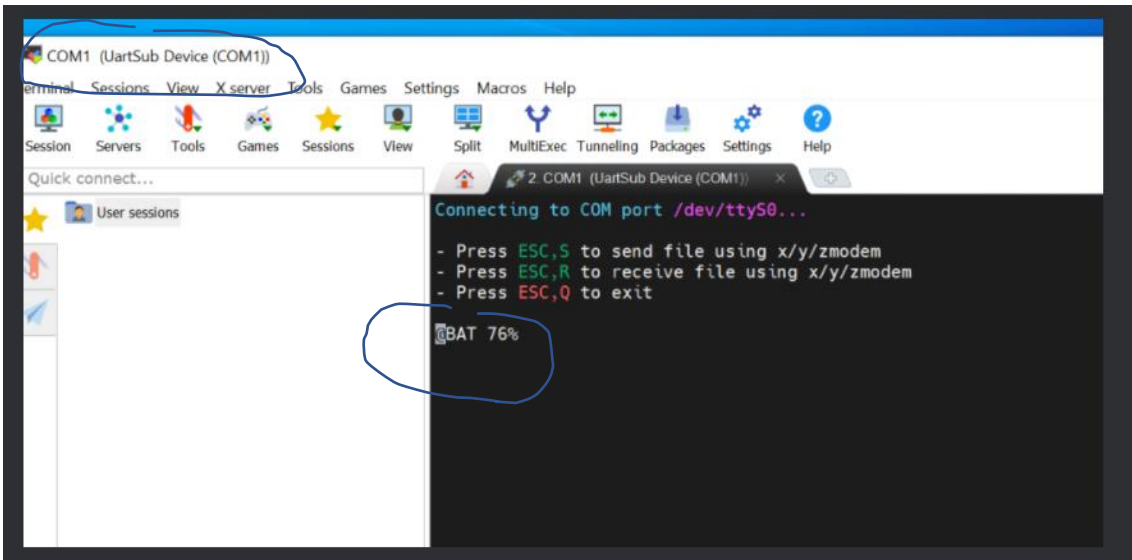 COM1 (UartSub Device (COM1))
erminal Sessions View X server Tools Games Settings Macros Help
Session Servers Tools Games Sessions View Split MultiExec Tunneling Packages Settings Help
Quick connect...
2. COM1 (UartSub Device (COM1))
User sessions
Connecting to COM port /dev/ttyS0...
- Press ESC,S to send file using x/y/zmodem
- Press ESC,R to receive file using x/y/zmodem
- Press ESC,Q to exit
@BAT 76%